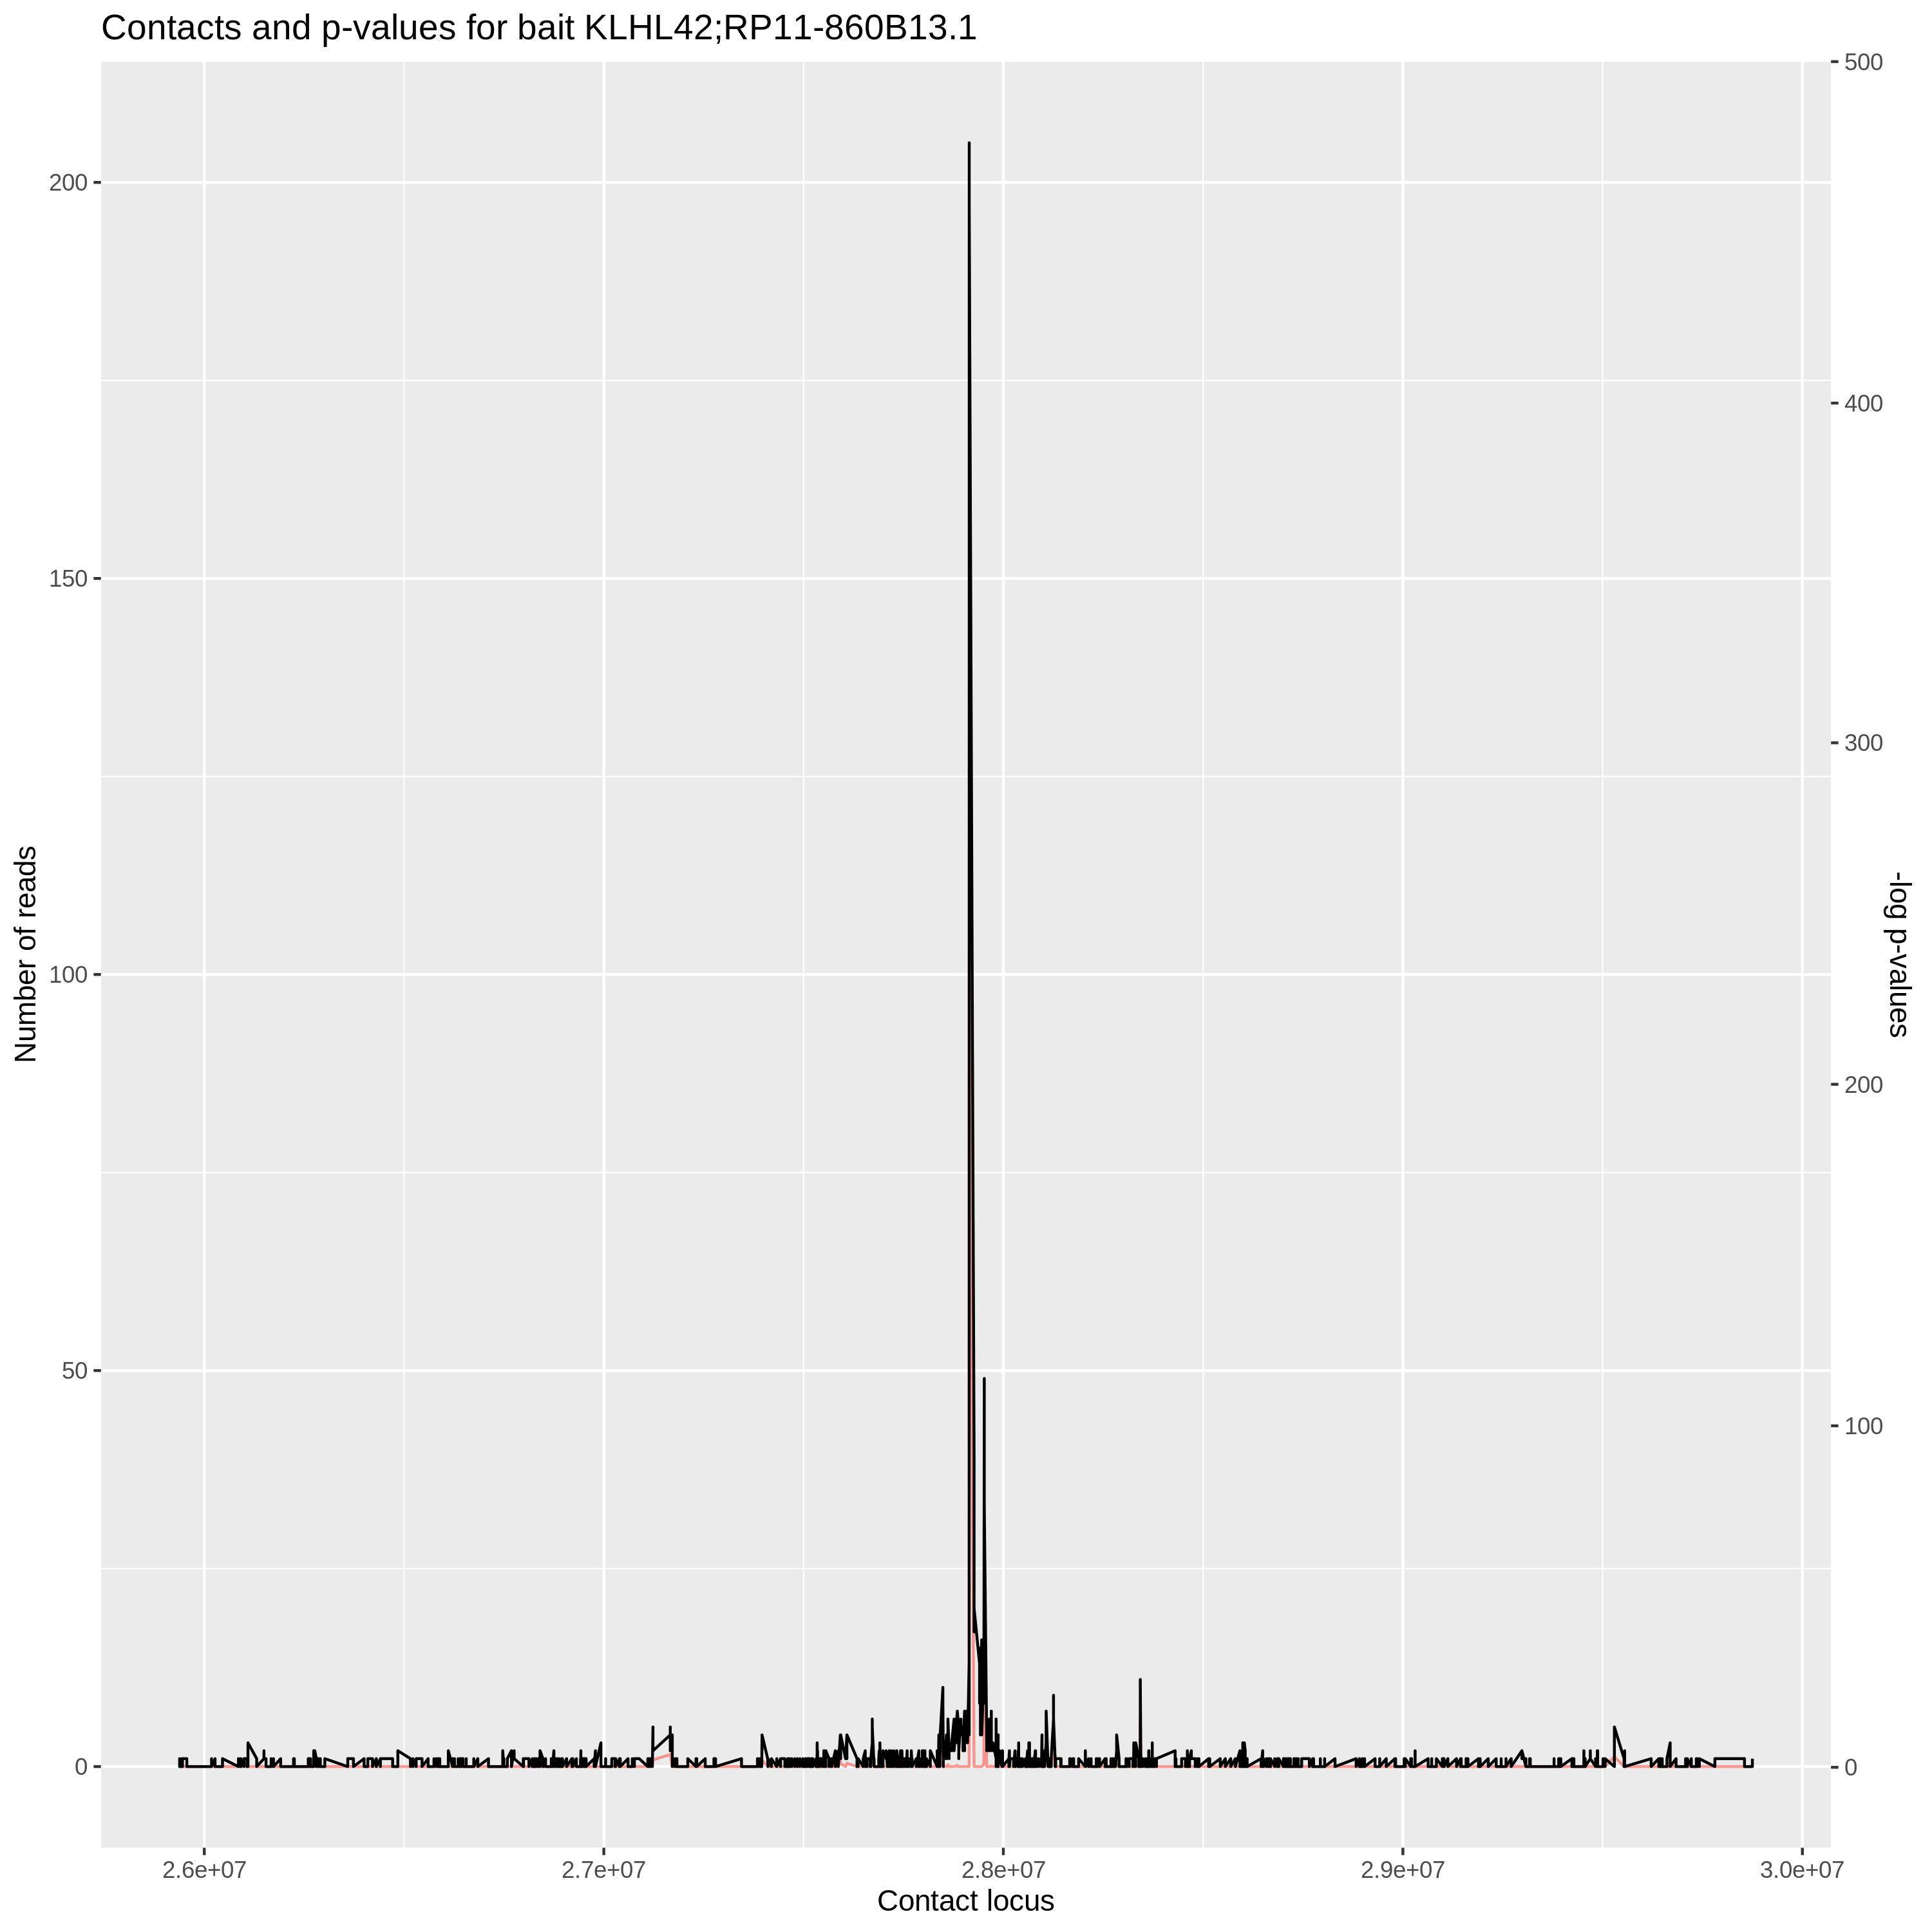 Contacts and p-values for bait KLHL42;RP11-860B13.1
500
200
400
150
300
Number of reads
-log p-values
100
200
50
100
0
0
2.6e+07
2.7e+07
2.8e+07
2.9e+07
3.0e+07
Contact locus